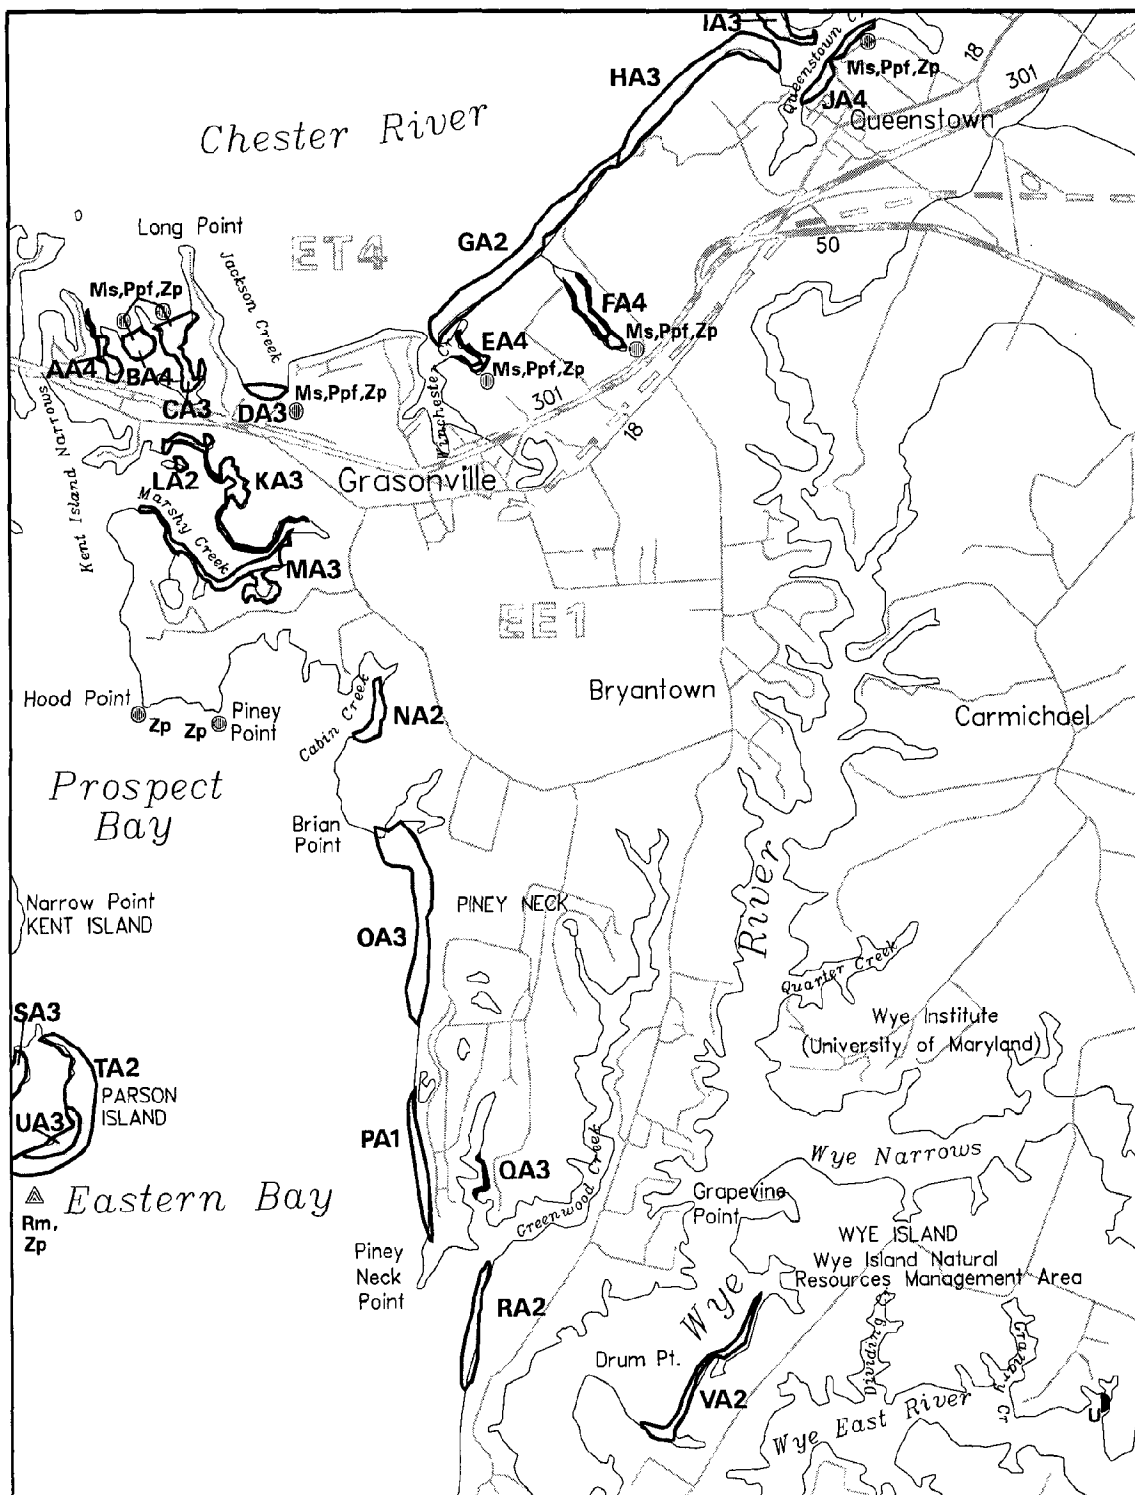 IA3
HA3
Queenstown
18
301
Ms,Ppf,Zp
JA4
Queenstown
Chester River
Long Point
ET4
GA2
50
Jackson Creek
Ms,Ppf,Zp
FA4
Ms,Ppf,Zp
EA4
Ms,Ppf,Zp
AA4
BA4
CA3
DA3
Ms,Ppf,Zp
Winchester
301
18
Kent Island Narrows
LA2
KA3
Grasonville
Marshy Creek
MA3
EE1
Hood Point
Zp
Zp
Piney
Point
Cabin Creek
NA2
Bryantown
Carmichael
Prospect
Bay
Brian
Point
Narrow Point
KENT ISLAND
PINEY NECK
OA3
River
Quarter Creek
SA3
TA2
PARSON
ISLAND
UA3
Wye Institute
(University of Maryland)
PA1
QA3
Greenwood Creek
Wye Narrows
Grapevine
Point
Rm,
Zp
Eastern Bay
WYE ISLAND
Wye Island Natural
Resources Management Area
Piney
Neck
Point
RA2
Wye
Drum Pt.
VA2
Dividing
Granary Cr
Wye East River
U